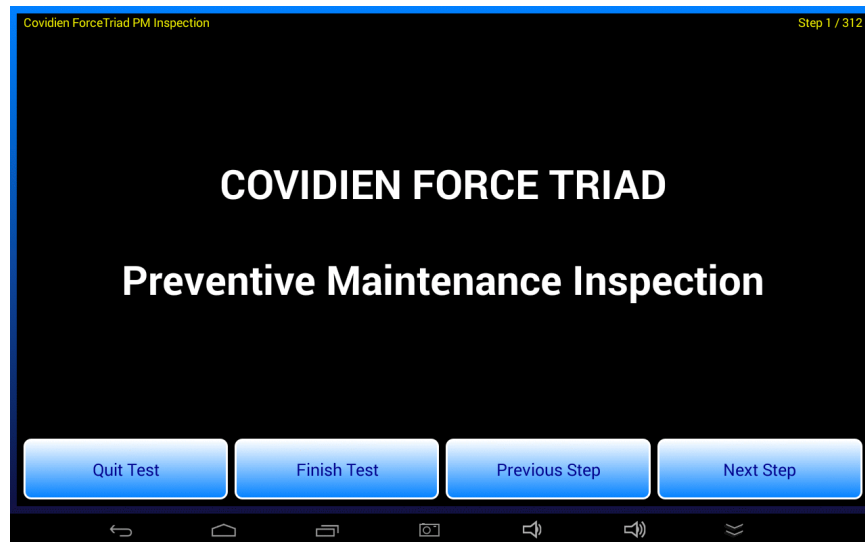 Covidien ForceTriad PM Inspection
Step 1 / 312
COVIDIEN FORCE TRIAD
Preventive Maintenance Inspection
Quit Test
Finish Test
Previous Step
Next Step